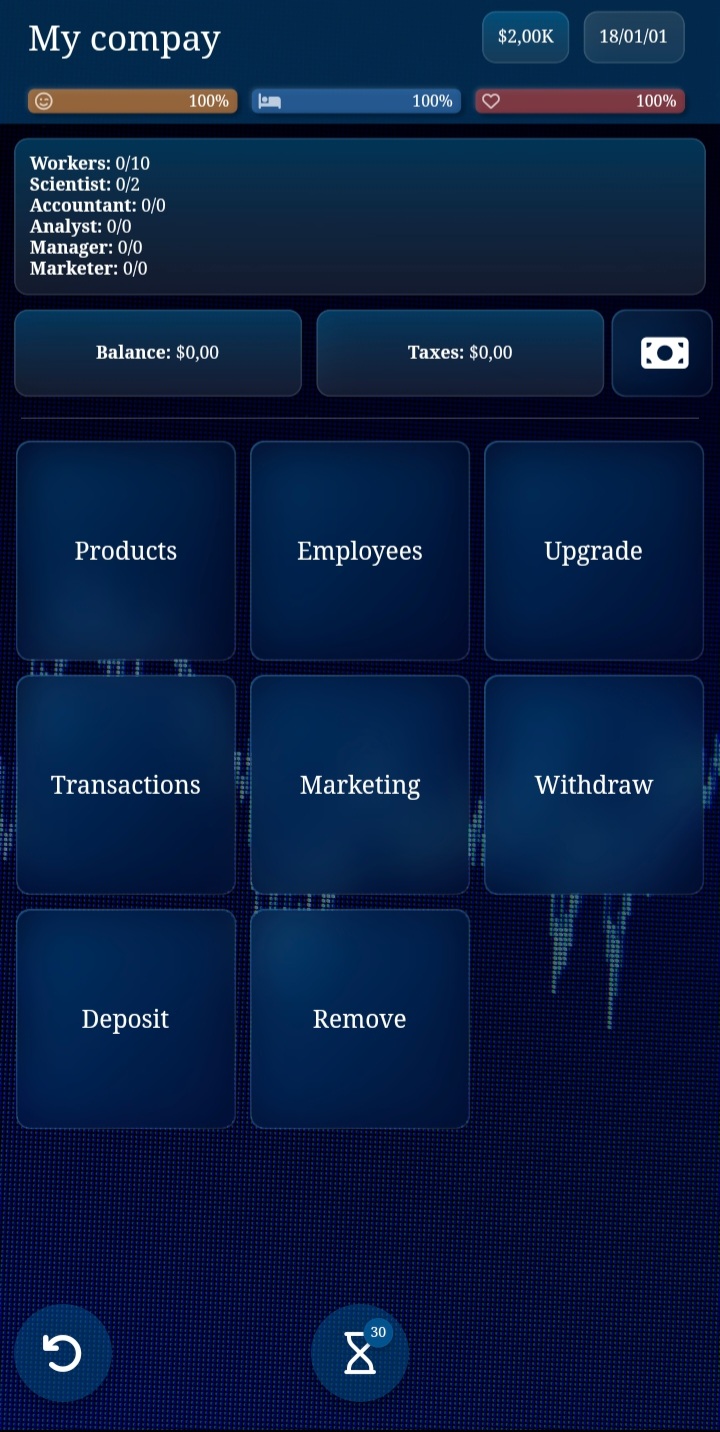 My compay
$2,00K
18/01/01
100%
100%
100%
Workers: 0/10
Scientist: 0/2
Accountant: 0/0
Analyst: 0/0
Manager: 0/0
Marketer: 0/0
Balance: $0,00
Taxes: $0,00
Products
Employees
Upgrade
Transactions
Marketing
Withdraw
Deposit
Remove
30